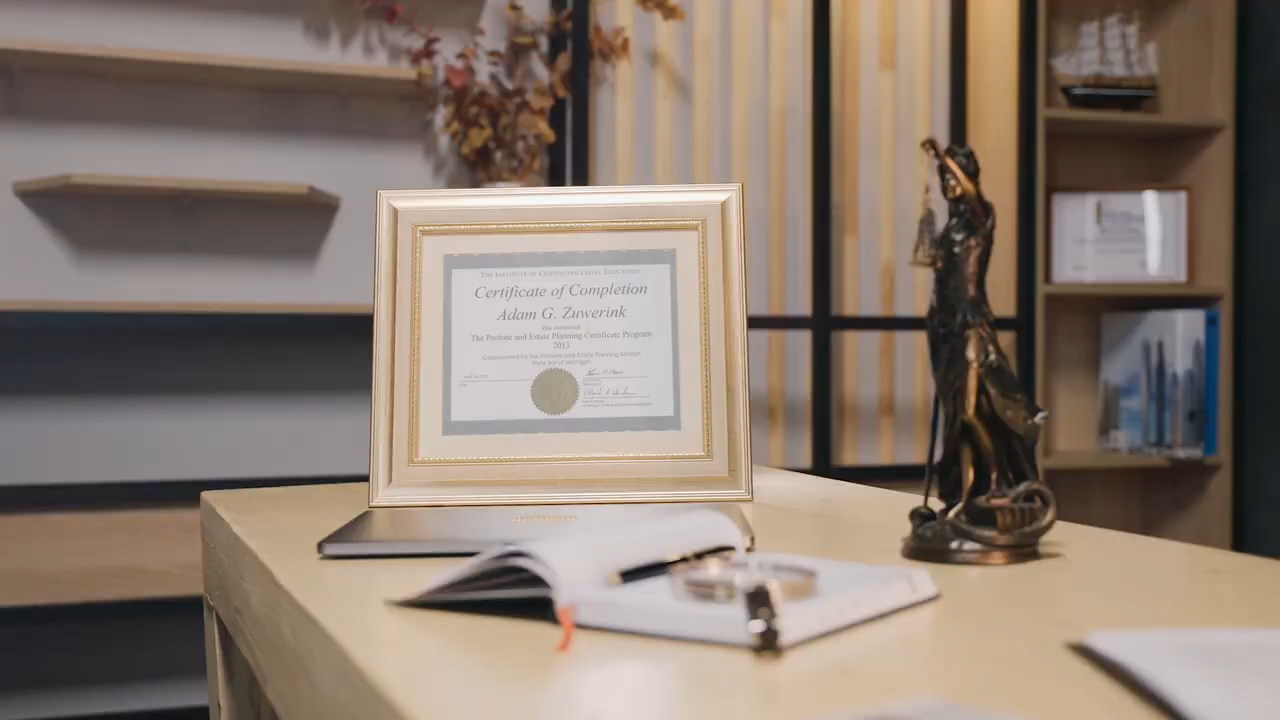 THE INSTITUTE OF CONTINUING LEGAL EDUCATION
Certificate of Completion
Adam G. Zuwerink
has completed
The Probate and Estate Planning Certificate Program
2013
Cosponsored by the Probate and Estate Planning Section
State Bar of Michigan